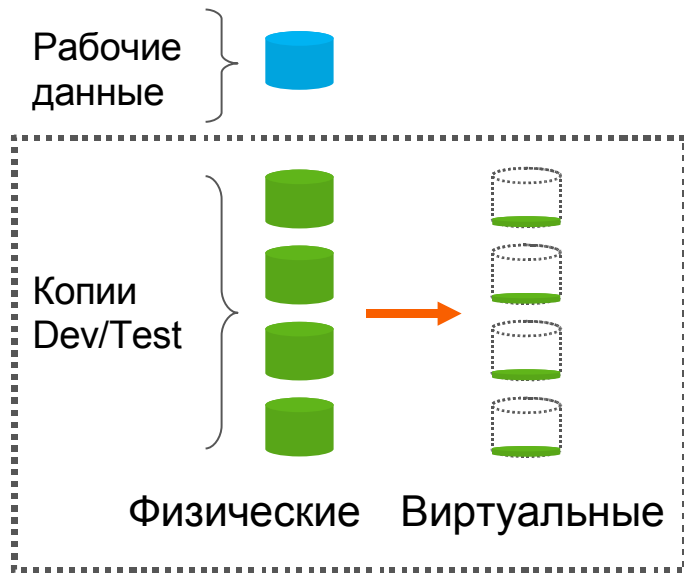 Рабочие
данные
Копии
Dev/Test
Физические
Виртуальные